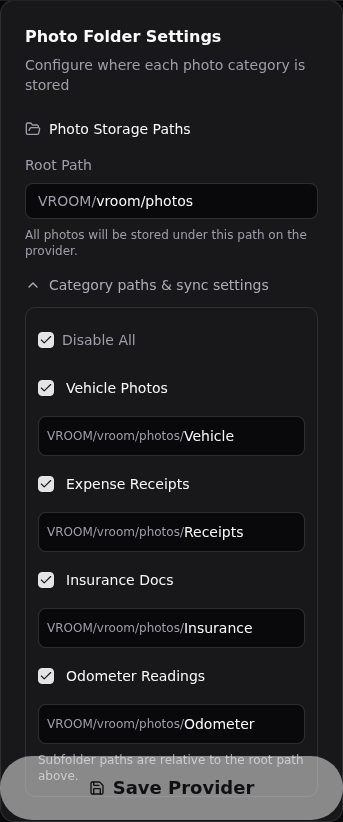 Photo Folder Settings
Configure where each photo category is
stored
Photo Storage Paths
Root Path
VROOM/vroom/photos
All photos will be stored under this path on the
provider.
Category paths & sync settings
Disable All
Vehicle Photos
VROOM/vroom/photos/Vehicle
Expense Receipts
VROOM/vroom/photos/Receipts
Insurance Docs
VROOM/vroom/photos/Insurance
Odometer Readings
VROOM/vroom/photos/Odometer
Subfolder paths are relative to the root path
above.
Save Provider